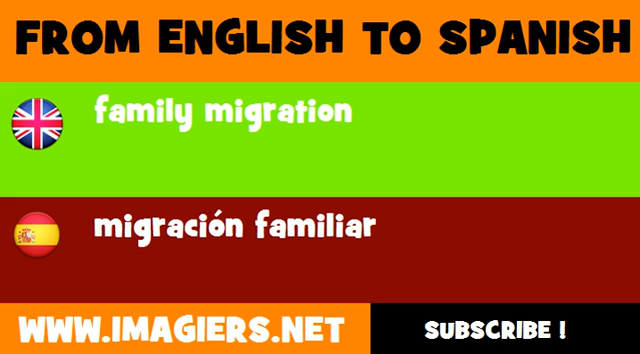 FROM ENGLISH TO SPANISH
family migration
migración familiar
WWW.IMAGIERS.NET
SUBSCRIBE !